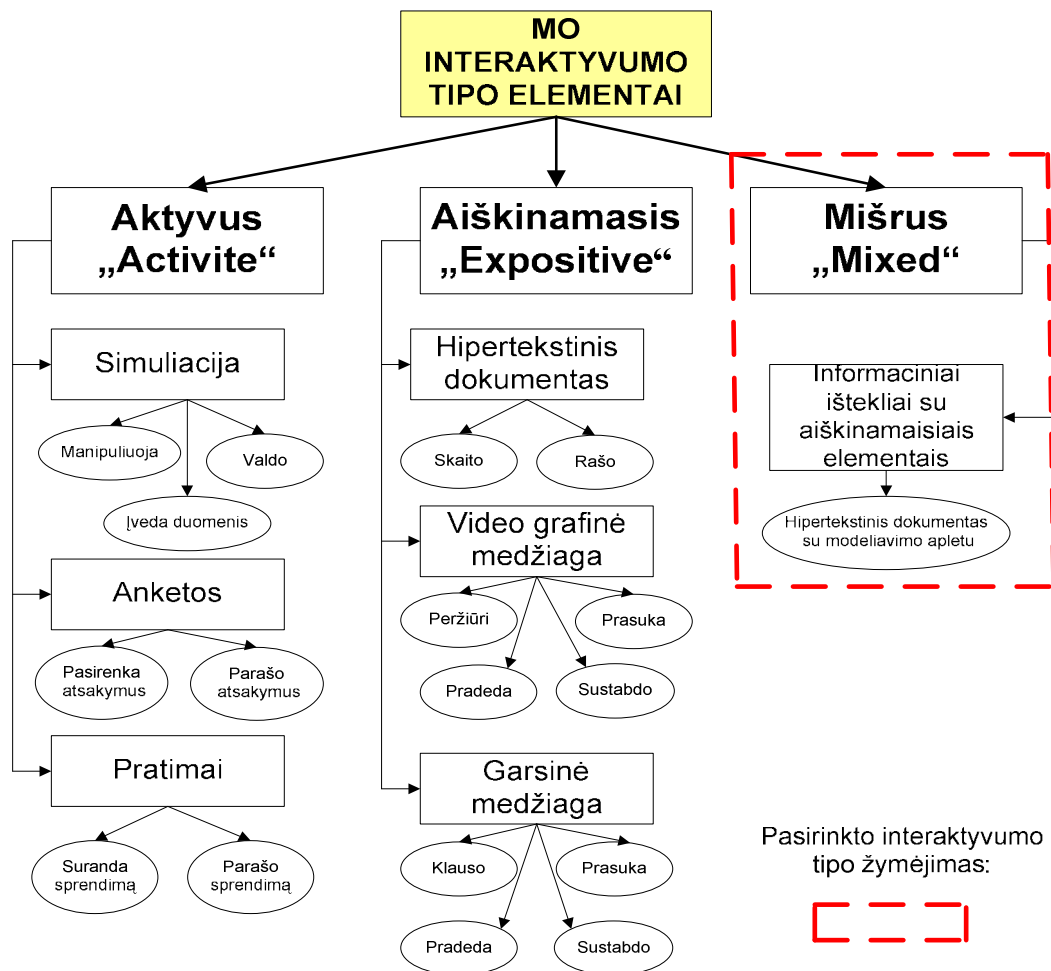 MO
INTERAKTYVUMO
TIPO ELEMENTAI
Aktyvus
„Activite“
Aiškinamasis
„Expositive“
Mišrus
„Mixed“
Simuliacija
Manipuliuoja
Valdo
Įveda duomenis
Anketos
Pasirenka
atsakymus
Parašo
atsakymus
Pratimai
Suranda
sprendimą
Parašo
sprendimą
Hipertekstinis
dokumentas
Skaito
Rašo
Video grafinė
medžiaga
Peržiūri
Prasuka
Pradeda
Sustabdo
Garsinė
medžiaga
Klauso
Prasuka
Pradeda
Sustabdo
Informaciniai
ištekliai su
aiškinamaisiais
elementais
Hipertekstinis dokumentas
su modeliavimo apletu
Pasirinkto interaktyvumo
tipo žymėjimas: